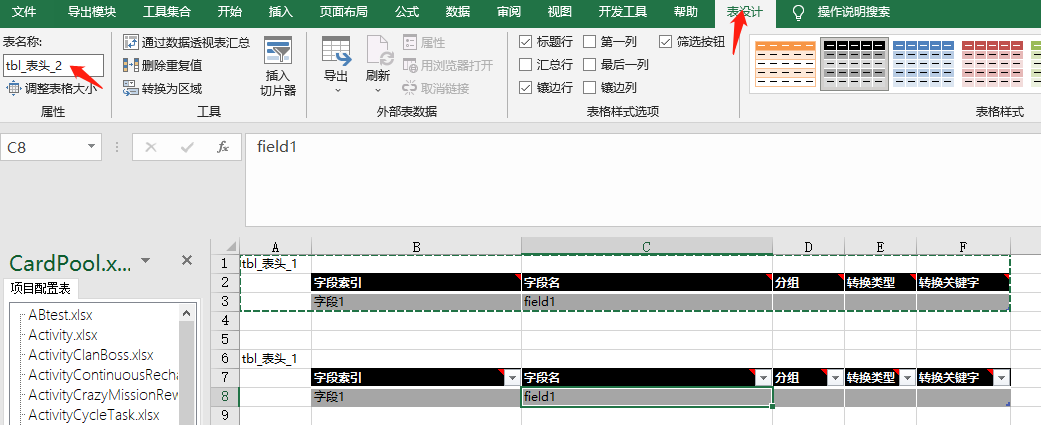 文件 导出模块 工具集合 开始 插入 页面布局 公式 数据 审阅 视图 开发工具 帮助 表设计 操作说明搜索
表名称:
tbl_表头_2
调整表格大小
属性
通过数据透视表汇总
删除重复值
转换为区域
插入
切片器
工具
导出
刷新
属性
用浏览器打开
取消链接
外部表数据
标题行 第一列 筛选按钮
汇总行 最后一列
镶边行 镶边列
表格样式选项
表格样式
C8
fx
field1
CardPool.x...
项目配置表
ABtest.xlsx
Activity.xlsx
ActivityClanBoss.xlsx
ActivityContinuousRecha
ActivityCrazyMissionRew
ActivityCycleTask.xlsx
A B C D E F
1 tbl_表头_1
2 字段索引 字段名 分组 转换类型 转换关键字
3 字段1 field1
4
5
6 tbl_表头_1
7 字段索引 字段名 分组 转换类型 转换关键字
8 字段1 field1
9